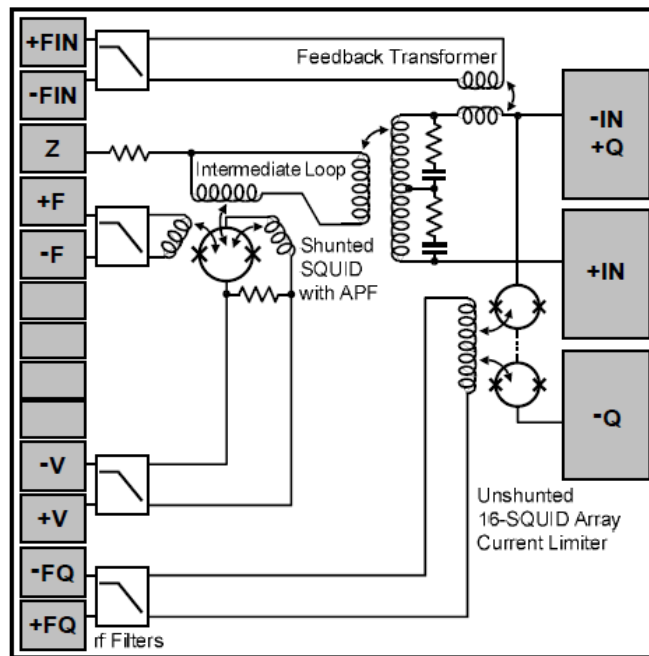 +FIN
-FIN
Z
+F
-F
-V
+V
-FQ
+FQ
rf Filters
Feedback Transformer
Intermediate Loop
Shunted
SQUID
with APF
-IN
+Q
+IN
-Q
Unshunted
16-SQUID Array
Current Limiter